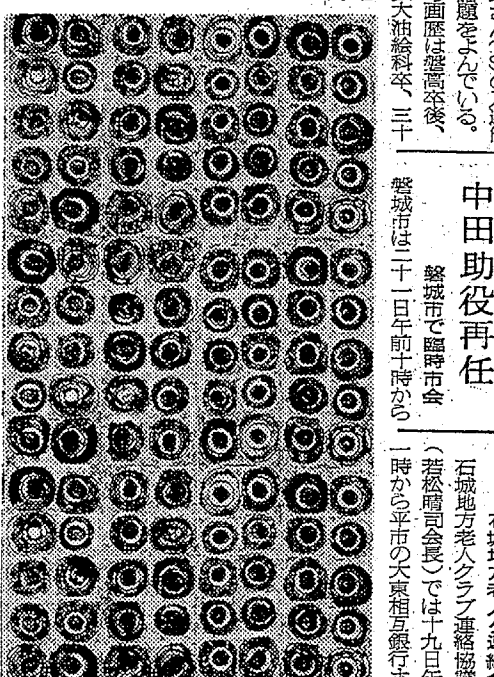 題をよんでいる。
画歴は磐高卒後、
大油絵科卒、三十
中田助役再任
磐城市で臨時市会
磐城市は二十一日午前十時から
石城地方老人クラブ連絡協議
(若松晴司会長)では十九日午
一時から平市の大東相互銀行ホ